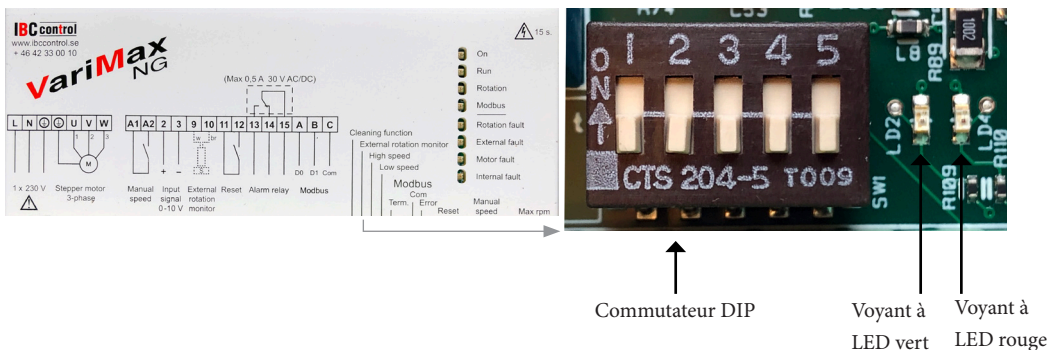 IBC control
www.ibccontrol.se
+ 46 42 33 00 10
VariMax
NG
15 s.
On
Run
Rotation
Modbus
Rotation fault
External fault
Motor fault
Internal fault
(Max 0,5 A 30 V AC/DC)
L N U V W A1 A2 2 3 9 10 11 12 13 14 15 A B C
1 2 3
M
w br
S
D0 D1 Com
1 x 230 V
Stepper motor
3-phase
Manual
speed
Input
signal
0-10 V
External
rotation
monitor
Reset
Alarm relay
Modbus
Cleaning function
External rotation monitor
High speed
Low speed
Modbus
Com
Term. Error
Reset
Manual
speed
Max rpm
R74
C53
ON
1 2 3 4 5
CTS 204-5 T009
SW1
R89
LD2
LD4
R109
R110
1002
Commutateur DIP
Voyant à
LED vert
Voyant à
LED rouge